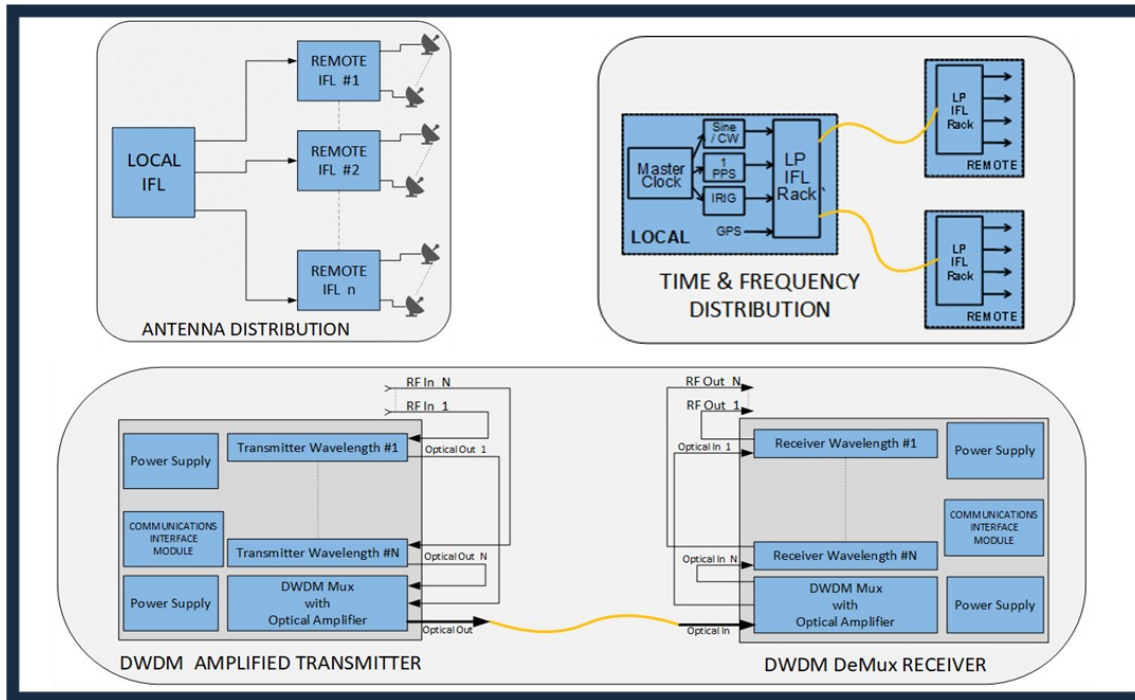 LOCAL
IFL
REMOTE
IFL #1
REMOTE
IFL #2
REMOTE
IFL n
ANTENNA DISTRIBUTION
Master
Clock
Sine
/ CW
1
PPS
IRIG
GPS
LP
IFL
Rack`
LOCAL
LP
IFL
Rack
REMOTE
LP
IFL
Rack
REMOTE
TIME & FREQUENCY
DISTRIBUTION
RF In N
RF In 1
Power Supply
Transmitter Wavelength #1
Optical Out 1
COMMUNICATIONS
INTERFACE
MODULE
Transmitter Wavelength #N
Optical Out N
Power Supply
DWDM Mux
with
Optical Amplifier
Optical Out
DWDM AMPLIFIED TRANSMITTER
RF Out N
RF Out 1
Optical In 1
Receiver Wavelength #1
Power Supply
COMMUNICATIONS
INTERFACE
MODULE
Receiver Wavelength #N
Optical In N
DWDM Mux
with
Optical Amplifier
Power Supply
Optical In
DWDM DeMux RECEIVER